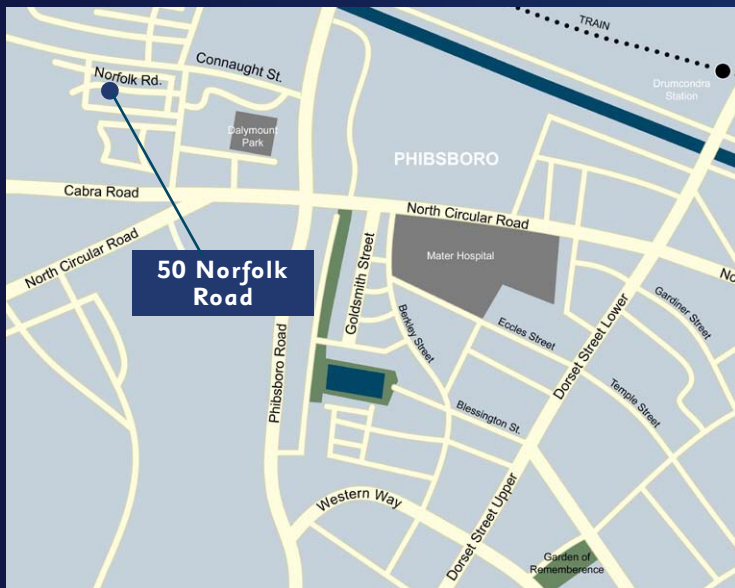 TRAIN
Connaught St.
Norfolk Rd.
Drumcondra
Station
Dalymount
Park
PHIBSBORO
Cabra Road
North Circular Road
No
North Circular Road
Mater Hospital
50 Norfolk
Road
Goldsmith Street
Berkley Street
Eccles Street
Gardiner Street
Dorset Street Lower
Temple Street
Phibsboro Road
Blessington St.
Western Way
Dorset Street Upper
Garden of
Rememberence